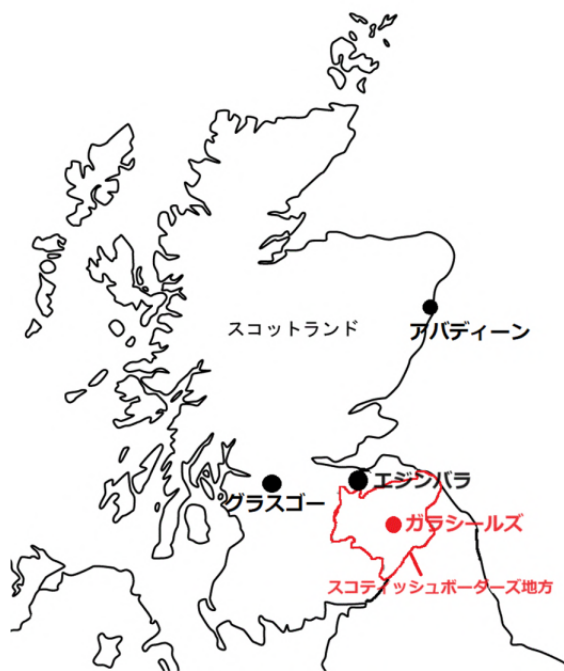 スコットランド
アバディーン
エジンバラ
グラスゴー
ガラシールズ
スコティッシュボーダーズ地方